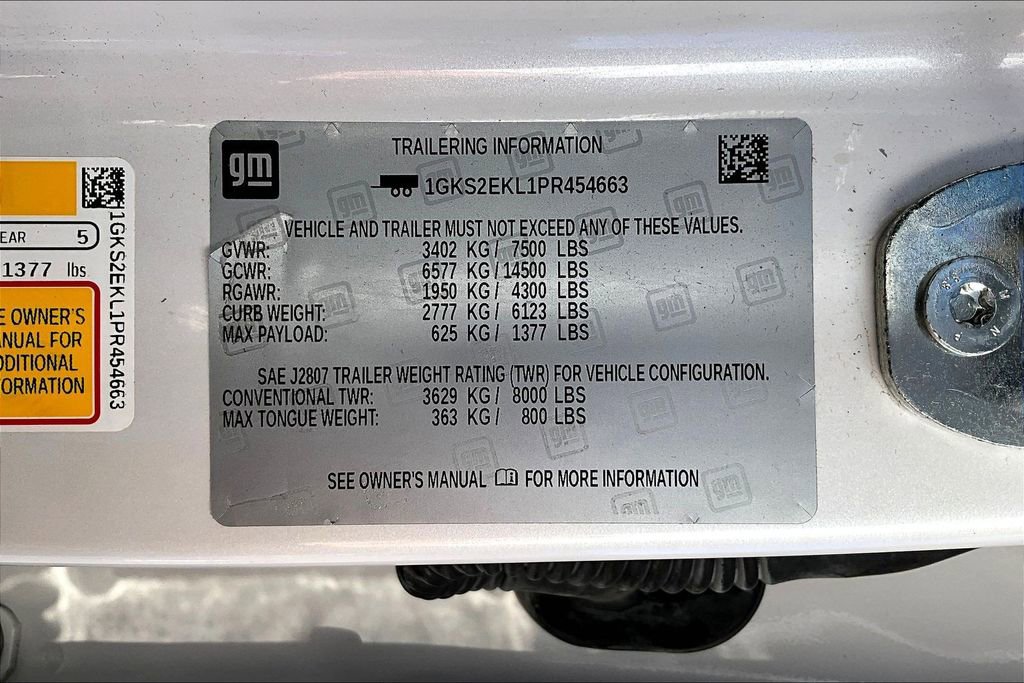 gm
TRAILERING INFORMATION
1GKS2EKL1PR454663
VEHICLE AND TRAILER MUST NOT EXCEED ANY OF THESE VALUES.
GVWR: 3402 KG / 7500 LBS
GCWR: 6577 KG / 14500 LBS
RGAWR: 1950 KG / 4300 LBS
CURB WEIGHT: 2777 KG / 6123 LBS
MAX PAYLOAD: 625 KG / 1377 LBS
SAE J2807 TRAILER WEIGHT RATING (TWR) FOR VEHICLE CONFIGURATION.
CONVENTIONAL TWR: 3629 KG / 8000 LBS
MAX TONGUE WEIGHT: 363 KG / 800 LBS
SEE OWNER'S MANUAL FOR MORE INFORMATION
EAR 5
1377 lbs.
E OWNER'S
ANUAL FOR
DDITIONAL
FORMATION
1GKS2EKL1PR454663